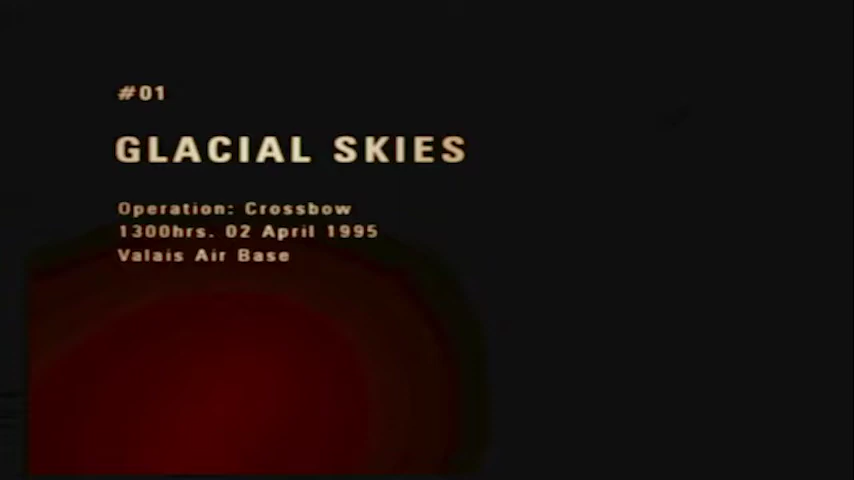 #01
GLACIAL SKIES
Operation: Crossbow
1300hrs. 02 April 1995
Valais Air Base